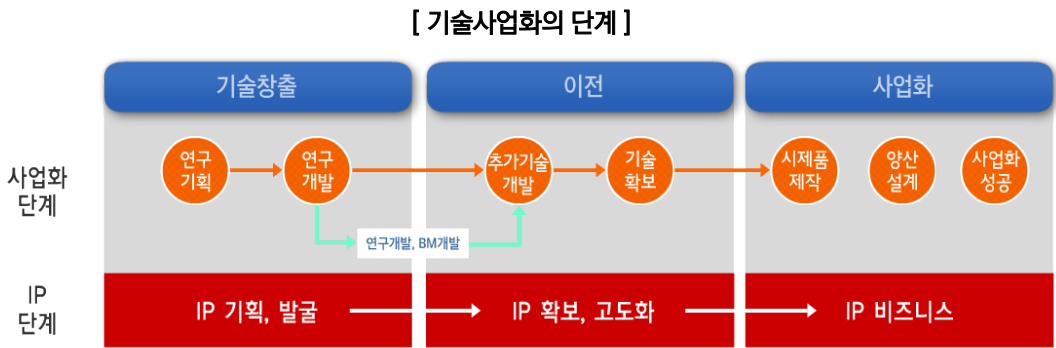 [ 기술사업화의 단계 ]
기술창출
이전
사업화
사업화
단계
연구
기획
연구
개발
추가기술
개발
기술
확보
시제품
제작
양산
설계
사업화
성공
연구개발, BM개발
IP
단계
IP 기획, 발굴
IP 확보, 고도화
IP 비즈니스